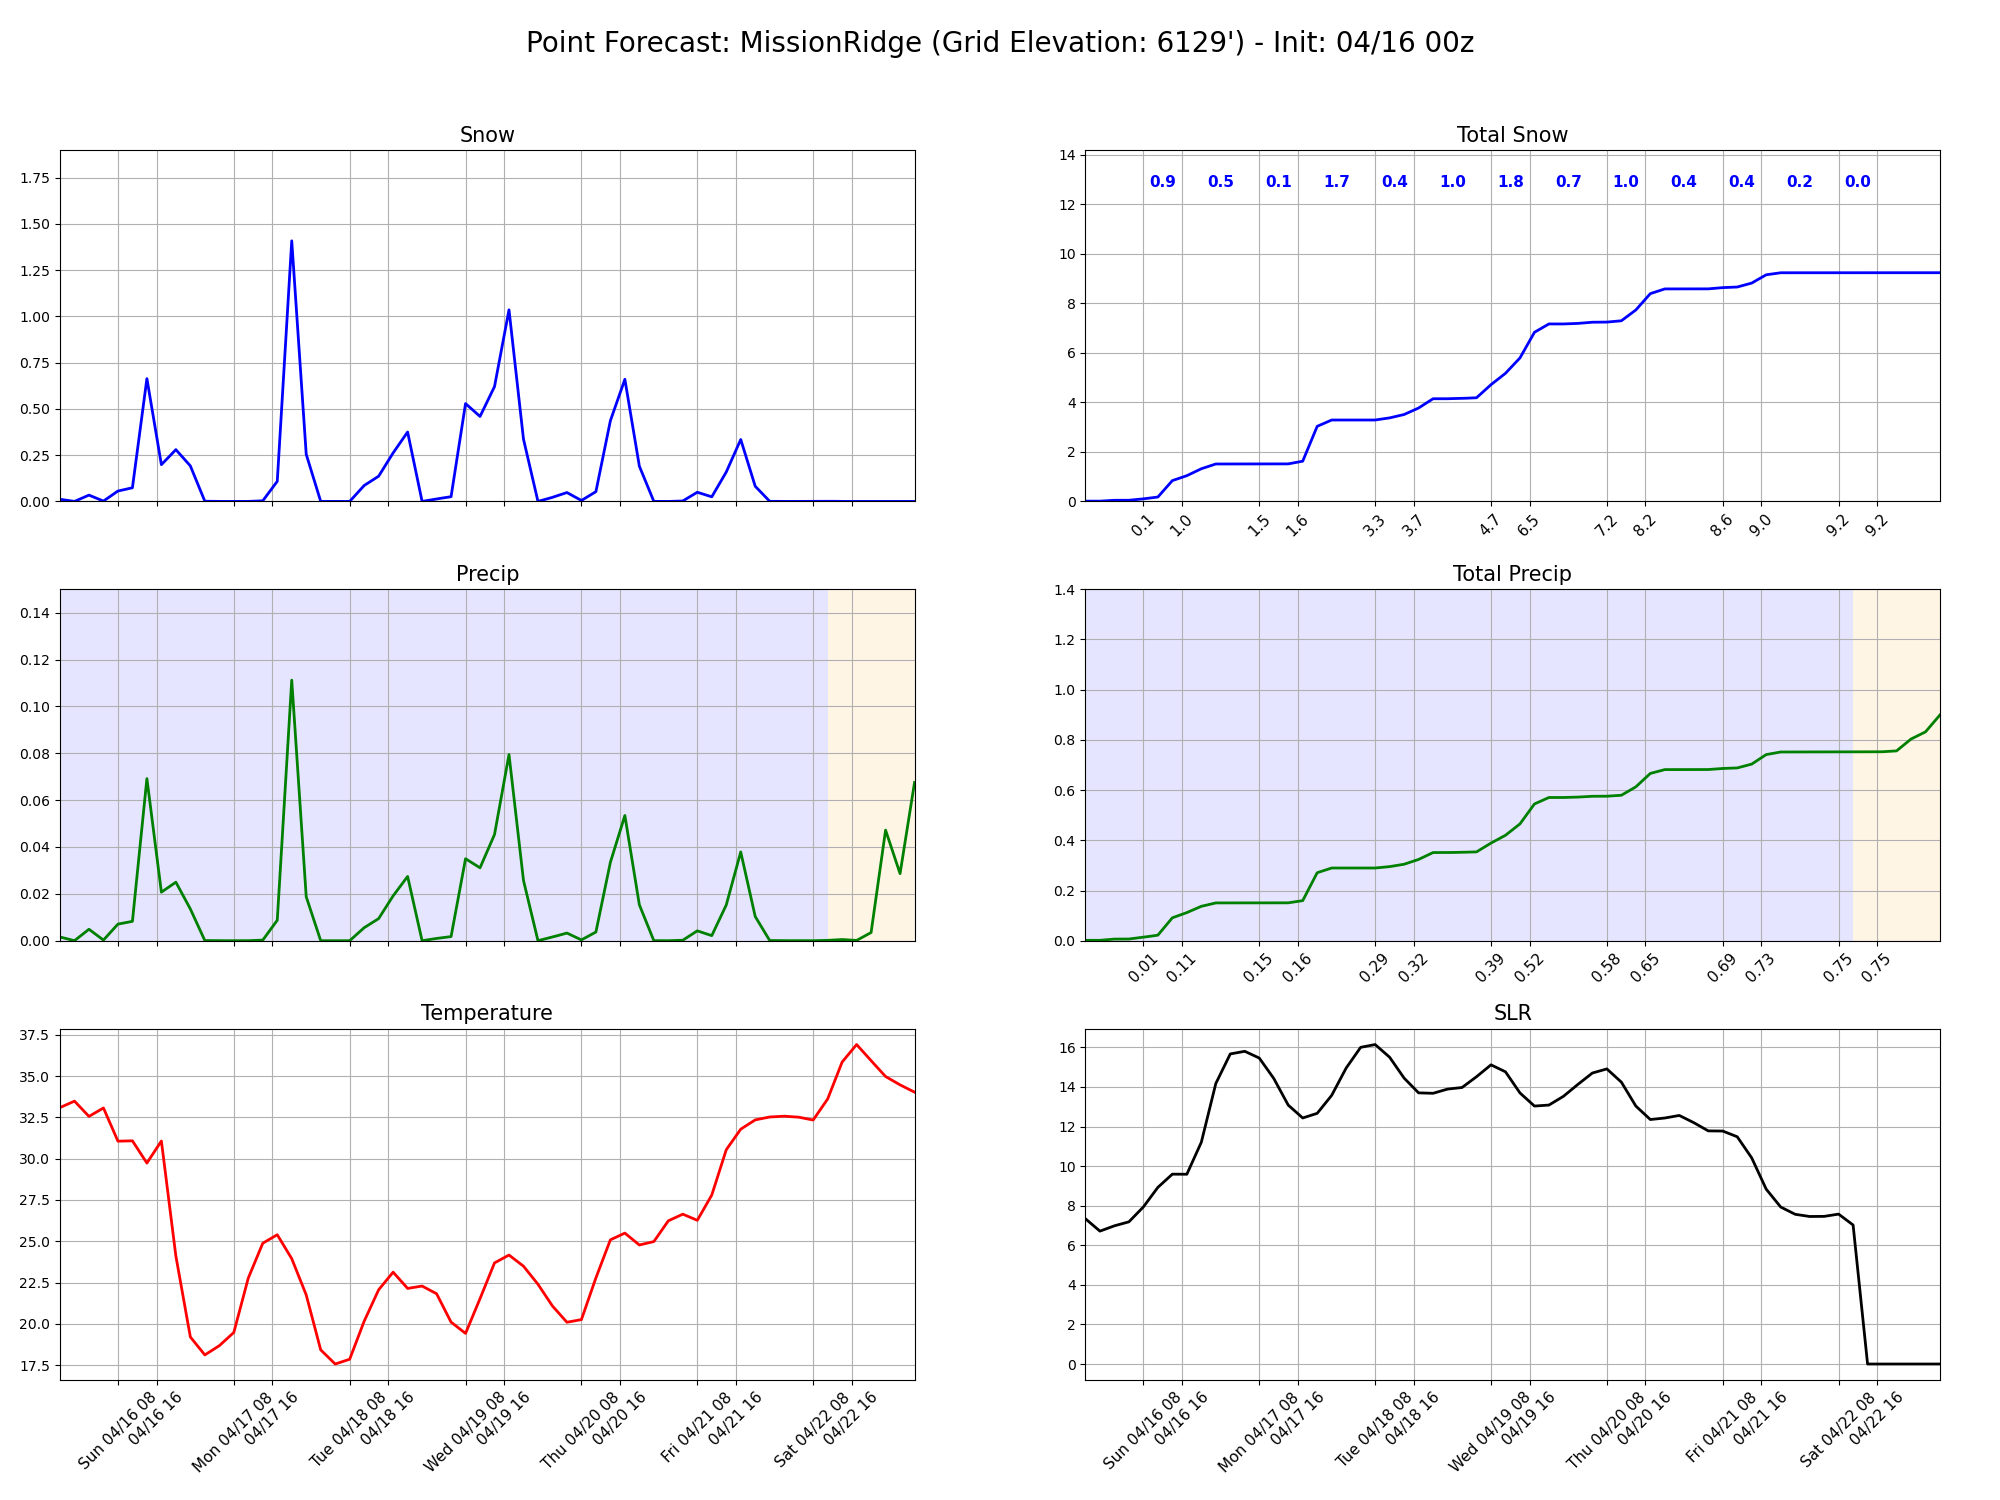 Point Forecast: MissionRidge (Grid Elevation: 6129') - Init: 04/16 00z
Snow
1.75
1.50
1.25
1.00
0.75
0.50
0.25
0.00
Total Snow
14
12
10
8
6
4
2
0
0.9 0.5 0.1 1.7 0.4 1.0 1.8 0.7 1.0 0.4 0.4 0.2 0.0
0.1 1.0 1.5 1.6 3.3 3.7 4.7 6.5 7.2 8.2 8.6 9.0 9.2 9.2
Precip
0.14
0.12
0.10
0.08
0.06
0.04
0.02
0.00
Total Precip
1.4
1.2
1.0
0.8
0.6
0.4
0.2
0.0
0.01 0.11 0.15 0.16 0.29 0.32 0.39 0.52 0.58 0.65 0.69 0.73 0.75 0.75
Temperature
37.5
35.0
32.5
30.0
27.5
25.0
22.5
20.0
17.5
Sun 04/16 08
04/16 16
Mon 04/17 08
04/17 16
Tue 04/18 08
04/18 16
Wed 04/19 08
04/19 16
Thu 04/20 08
04/20 16
Fri 04/21 08
04/21 16
Sat 04/22 08
04/22 16
SLR
16
14
12
10
8
6
4
2
0
Sun 04/16 08
04/16 16
Mon 04/17 08
04/17 16
Tue 04/18 08
04/18 16
Wed 04/19 08
04/19 16
Thu 04/20 08
04/20 16
Fri 04/21 08
04/21 16
Sat 04/22 08
04/22 16